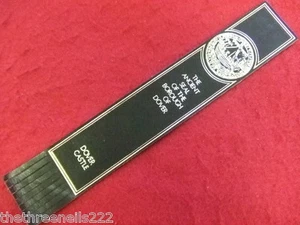 THE
ANCIENT
SEAL
OF THE
BOROUGH
OF
DOVER
DOVER
CASTLE
thethreenells222